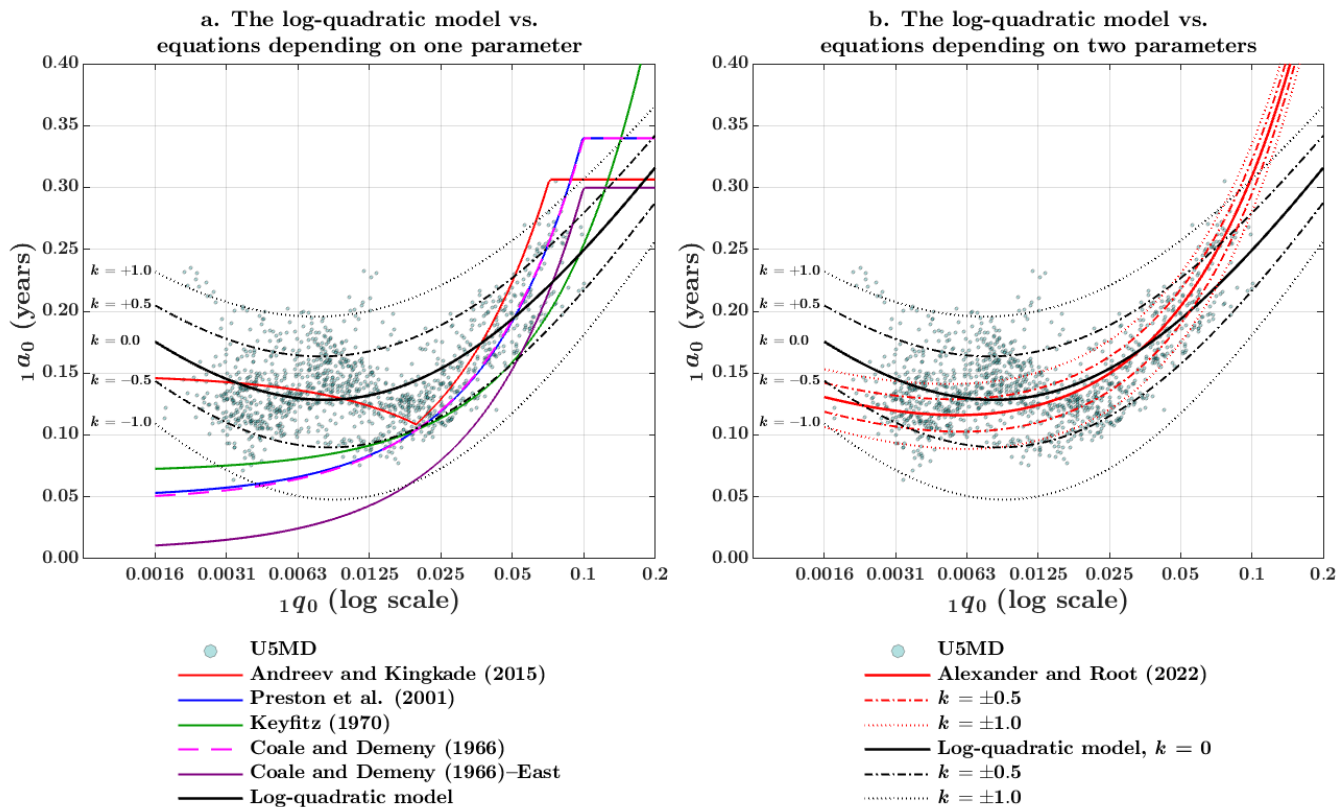 a. The log-quadratic model vs.
equations depending on one parameter
0.40
0.35
0.30
0.25
0.20
0.15
0.10
0.05
0.00
₁a₀ (years)
k = +1.0
k = +0.5
k = 0.0
k = −0.5
k = −1.0
0.0016 0.0031 0.0063 0.0125 0.025 0.05 0.1 0.2
₁q₀ (log scale)
U5MD
Andreev and Kingkade (2015)
Preston et al. (2001)
Keyfitz (1970)
Coale and Demeny (1966)
Coale and Demeny (1966)–East
Log-quadratic model
b. The log-quadratic model vs.
equations depending on two parameters
0.40
0.35
0.30
0.25
0.20
0.15
0.10
0.05
0.00
₁a₀ (years)
k = +1.0
k = +0.5
k = 0.0
k = −0.5
k = −1.0
0.0016 0.0031 0.0063 0.0125 0.025 0.05 0.1 0.2
₁q₀ (log scale)
U5MD
Alexander and Root (2022)
k = ±0.5
k = ±1.0
Log-quadratic model, k = 0
k = ±0.5
k = ±1.0